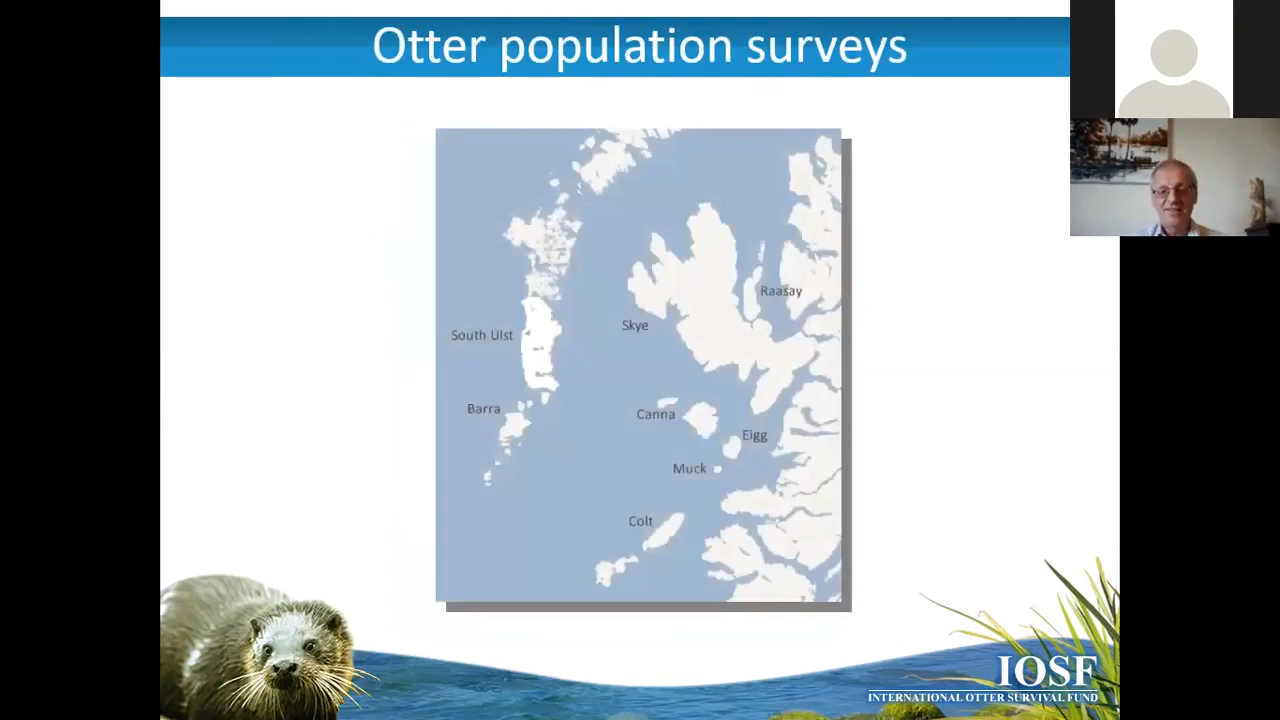 Otter population surveys
Raasay
Skye
South UIst
Barra
Canna
Eigg
Muck
Colt
IOSF
INTERNATIONAL OTTER SURVIVAL FUND